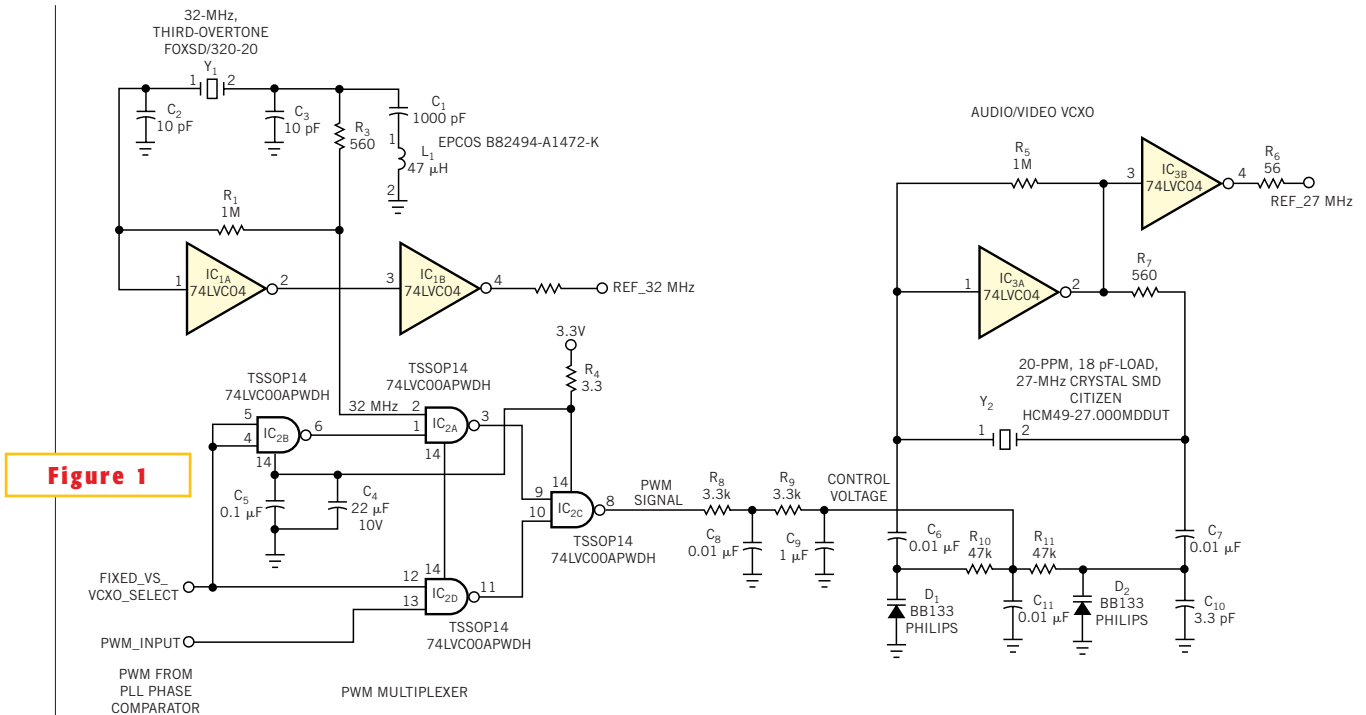 32-MHz,
THIRD-OVERTONE
FOXSD/320-20
Y1
1 2
C2
10 pF
C3
10 pF
R3
560
C1
1000 pF
1
EPCOS B82494-A1472-K
L1
47 µH
2
R1
1M
1
IC1A
74LVC04
2
3
IC1B
74LVC04
4
REF_32 MHz
3.3V
R4
3.3
TSSOP14
74LVC00APWDH
TSSOP14
74LVC00APWDH
32 MHz
5
4
IC2B
6
14
2
1
IC2A
3
14
C5
0.1 µF
C4
22 µF
10V
14
9
10
IC2C
8
TSSOP14
74LVC00APWDH
FIXED_VS_
VCXO_SELECT
PWM_INPUT
14
12
13
IC2D
11
TSSOP14
74LVC00APWDH
PWM FROM
PLL PHASE
COMPARATOR
PWM MULTIPLEXER
Figure 1
PWM
SIGNAL
R8
3.3k
R9
3.3k
CONTROL
VOLTAGE
C8
0.01 µF
C9
1 µF
AUDIO/VIDEO VCXO
R5
1M
3
IC3B
74LVC04
4
R6
56
REF_27 MHz
1
IC3A
74LVC04
2
R7
560
20-PPM, 18 pF-LOAD,
27-MHz CRYSTAL SMD
CITIZEN
HCM49-27.000MDDUT
Y2
1 2
C6
0.01 µF
R10
47k
R11
47k
C7
0.01 µF
D1
BB133
PHILIPS
C11
0.01 µF
D2
BB133
PHILIPS
C10
3.3 pF